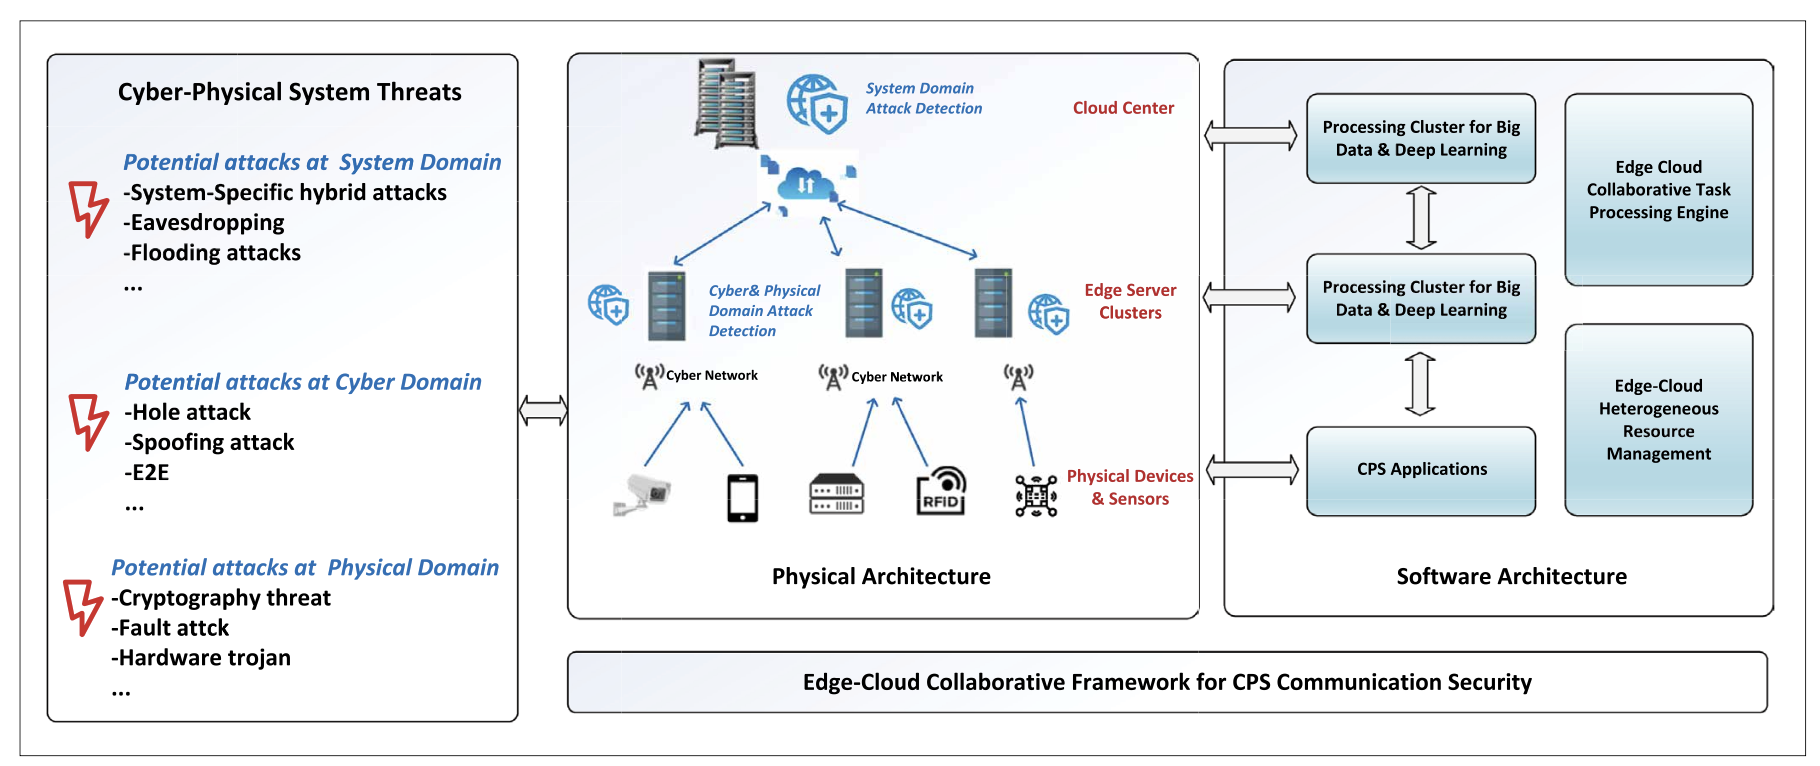 Cyber-Physical System Threats
Potential attacks at System Domain
-System-Specific hybrid attacks
-Eavesdropping
-Flooding attacks
...
Potential attacks at Cyber Domain
-Hole attack
-Spoofing attack
-E2E
...
Potential attacks at Physical Domain
-Cryptography threat
-Fault attck
-Hardware trojan
...
System Domain
Attack Detection
Cloud Center
Cyber& Physical
Domain Attack
Detection
Edge Server
Clusters
Cyber Network
Cyber Network
RFID
Physical Devices
& Sensors
Physical Architecture
Processing Cluster for Big
Data & Deep Learning
Processing Cluster for Big
Data & Deep Learning
CPS Applications
Edge Cloud
Collaborative Task
Processing Engine
Edge-Cloud
Heterogeneous
Resource
Management
Software Architecture
Edge-Cloud Collaborative Framework for CPS Communication Security